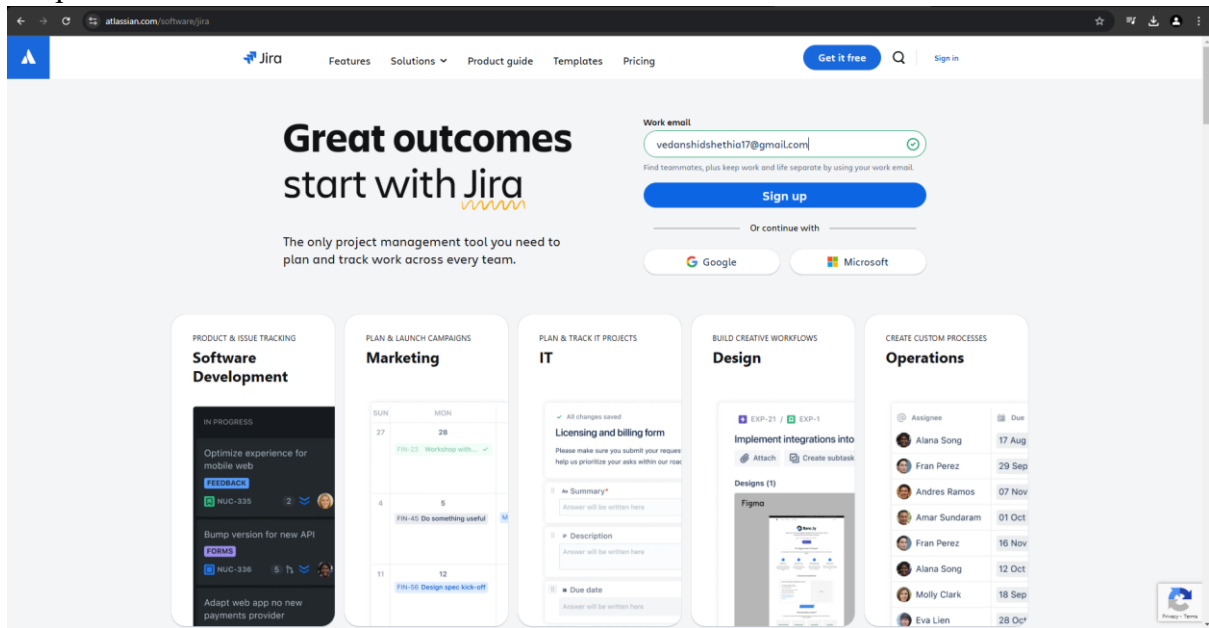 atlassian.com/software/jira
Jira
Features Solutions Product guide Templates Pricing
Get it free
Sign in
Great outcomes
start with Jira
The only project management tool you need to
plan and track work across every team.
Work email
vedanshidshethia17@gmail.com
Find teammates, plus keep work and life separate by using your work email.
Sign up
Or continue with
Google
Microsoft
PRODUCT & ISSUE TRACKING
Software
Development
IN PROGRESS
Optimize experience for
mobile web
FEEDBACK
NUC-335 2
Bump version for new API
FORMS
NUC-336 5
Adapt web app no new
payments provider
PLAN & LAUNCH CAMPAIGNS
Marketing
SUN MON
27 28
FIN-23 Workshop with...
4 5
FIN-45 Do something useful
M
11 12
FIN-56 Design spec kick-off
PLAN & TRACK IT PROJECTS
IT
All changes saved
Licensing and billing form
Please make sure you submit your reques
help us prioritize your asks within our road
Aa Summary*
Answer will be written here
Description
Answer will be written here
Due date
Answer will be written here
BUILD CREATIVE WORKFLOWS
Design
EXP-21 / EXP-1
Implement integrations into
Attach Create subtask
Designs (1)
Figma
CREATE CUSTOM PROCESSES
Operations
Assignee Due
Alana Song 17 Aug
Fran Perez 29 Sep
Andres Ramos 07 Nov
Amar Sundaram 01 Oct
Fran Perez 16 Nov
Alana Song 12 Oct
Molly Clark 18 Sep
Eva Lien 28 Oct
Privacy - Terms